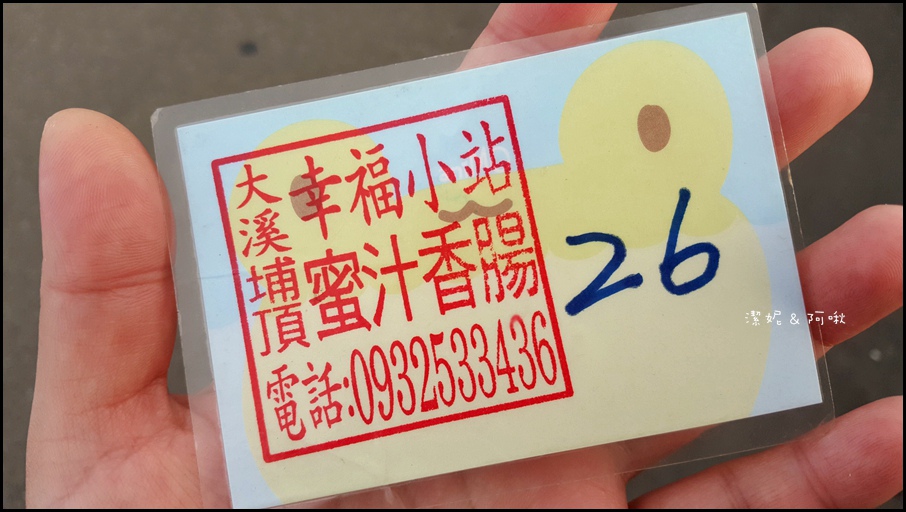 大溪埔頂
幸福小站
蜜汁香腸
電話:0932533436
26
潔妮&阿啾